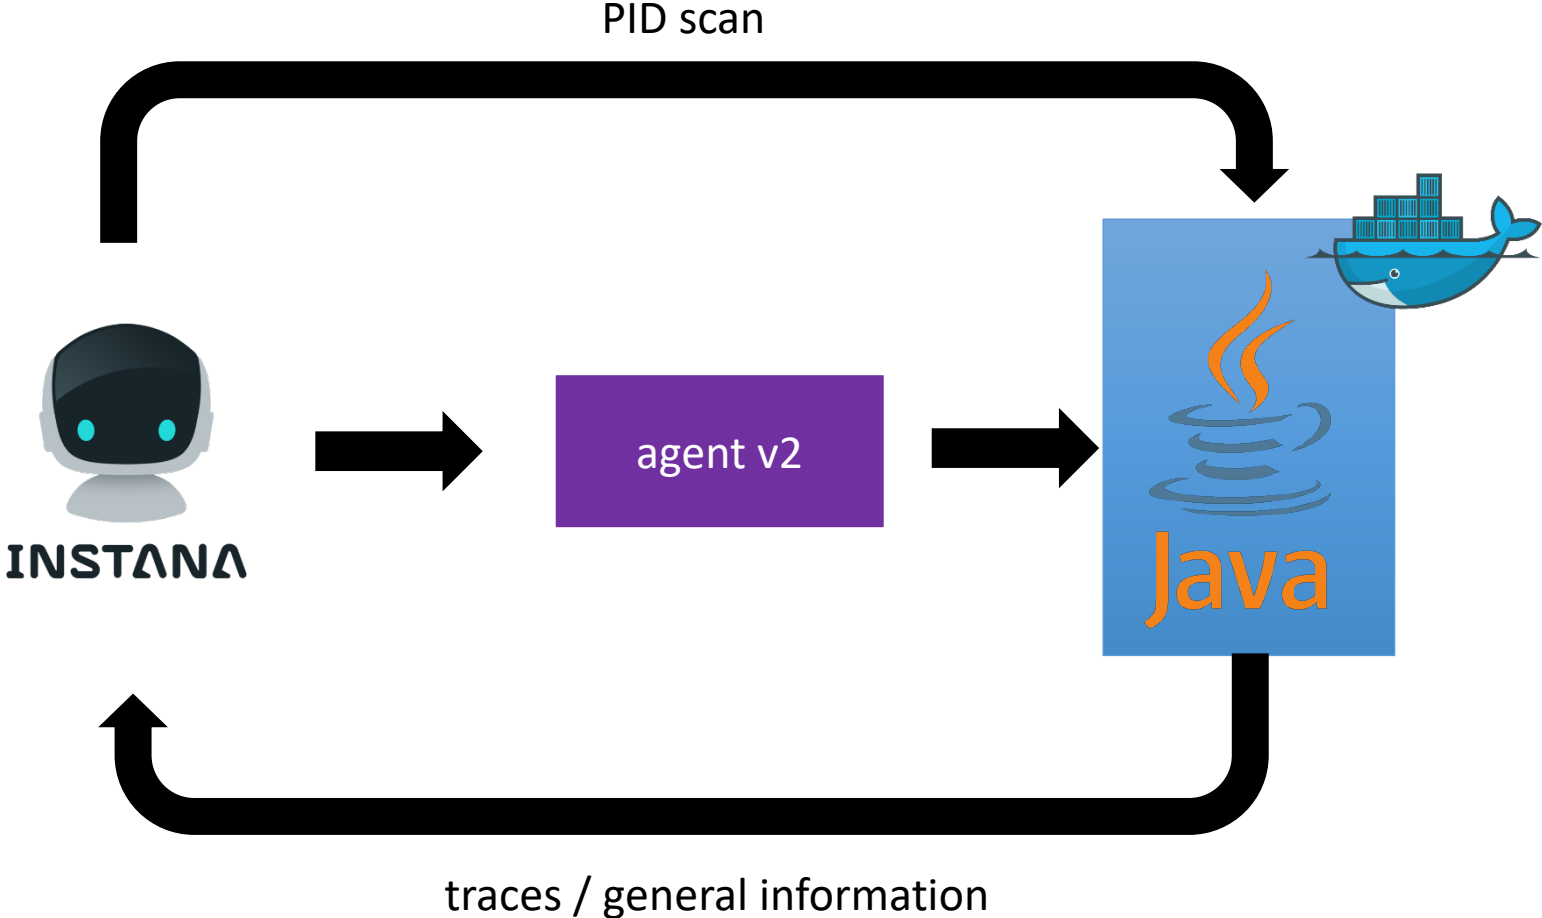 PID scan
INSTANA
agent v2
Java
traces / general information